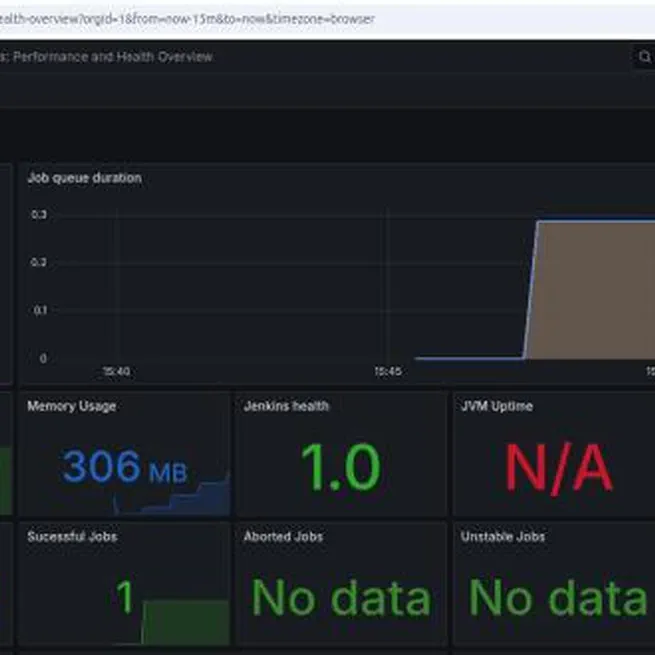 ealth-overview?orgId=1&from=now-15m&to=now&timezone=browser
s: Performance and Health Overview
Job queue duration
0.3
0.2
0.1
0
15:40
15:45
Memory Usage
Jenkins health
JVM Uptime
306 MB
1.0
N/A
Sucessful Jobs
Aborted Jobs
Unstable Jobs
1
No data
No data